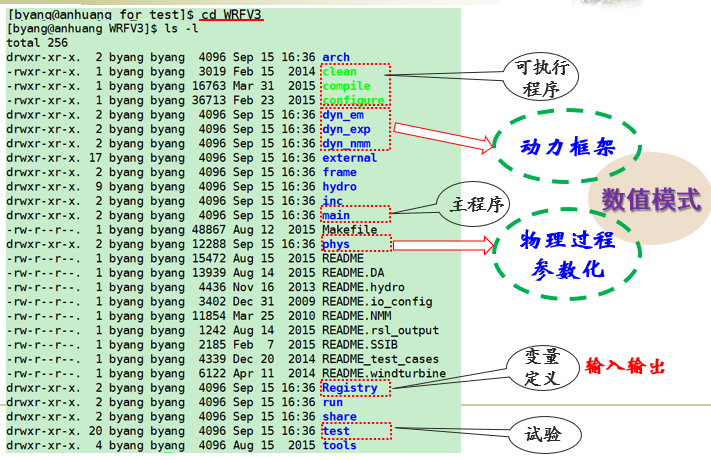 [byang@anhuang for test]$ cd WRFV3
[byang@anhuang WRFV3]$ ls -l
total 256
drwxr-xr-x.  2 byang byang  4096 Sep 15 16:36 arch
-rwxr-xr-x.  1 byang byang  3019 Feb 15  2014 clean
-rwxr-xr-x.  1 byang byang 16763 Mar 31  2015 compile
-rwxr-xr-x.  1 byang byang 36713 Feb 23  2015 configure
drwxr-xr-x.  2 byang byang  4096 Sep 15 16:36 dyn_em
drwxr-xr-x.  2 byang byang  4096 Sep 15 16:36 dyn_exp
drwxr-xr-x.  2 byang byang  4096 Sep 15 16:36 dyn_nmm
drwxr-xr-x. 17 byang byang  4096 Sep 15 16:36 external
drwxr-xr-x.  2 byang byang  4096 Sep 15 16:36 frame
drwxr-xr-x.  9 byang byang  4096 Sep 15 16:36 hydro
drwxr-xr-x.  2 byang byang  4096 Sep 15 16:36 inc
drwxr-xr-x.  2 byang byang  4096 Sep 15 16:36 main
-rw-r--r--.  1 byang byang 48867 Aug 12  2015 Makefile
drwxr-xr-x.  2 byang byang 12288 Sep 15 16:36 phys
-rw-r--r--.  1 byang byang 15472 Aug 15  2015 README
-rw-r--r--.  1 byang byang 13939 Aug 14  2015 README.DA
-rw-r--r--.  1 byang byang  4436 Nov 16  2013 README.hydro
-rw-r--r--.  1 byang byang  3402 Dec 31  2009 README.io_config
-rw-r--r--.  1 byang byang 11854 Mar 25  2010 README.NMM
-rw-r--r--.  1 byang byang  1242 Aug 14  2015 README.rsl_output
-rw-r--r--.  1 byang byang  2185 Feb  7  2015 README.SSIB
-rw-r--r--.  1 byang byang  4339 Dec 20  2014 README_test_cases
-rw-r--r--.  1 byang byang  6122 Apr 11  2014 README.windturbine
drwxr-xr-x.  2 byang byang  4096 Sep 15 16:36 Registry
drwxr-xr-x.  2 byang byang  4096 Sep 15 16:36 run
drwxr-xr-x.  2 byang byang  4096 Sep 15 16:36 share
drwxr-xr-x. 20 byang byang  4096 Sep 15 16:36 test
drwxr-xr-x.  4 byang byang  4096 Aug 15  2015 tools
可执行
程序
动力框架
主程序
数值模式
物理过程
参数化
变量
定义
输入输出
试验